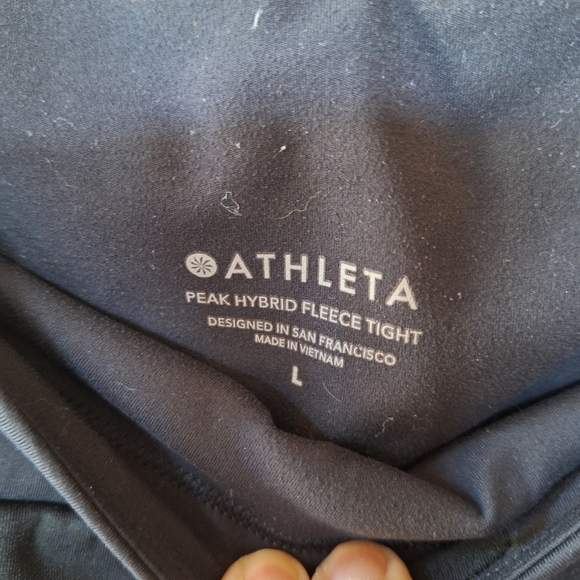 ATHLETA
PEAK HYBRID FLEECE TIGHT
DESIGNED IN SAN FRANCISCO
MADE IN VIETNAM
L